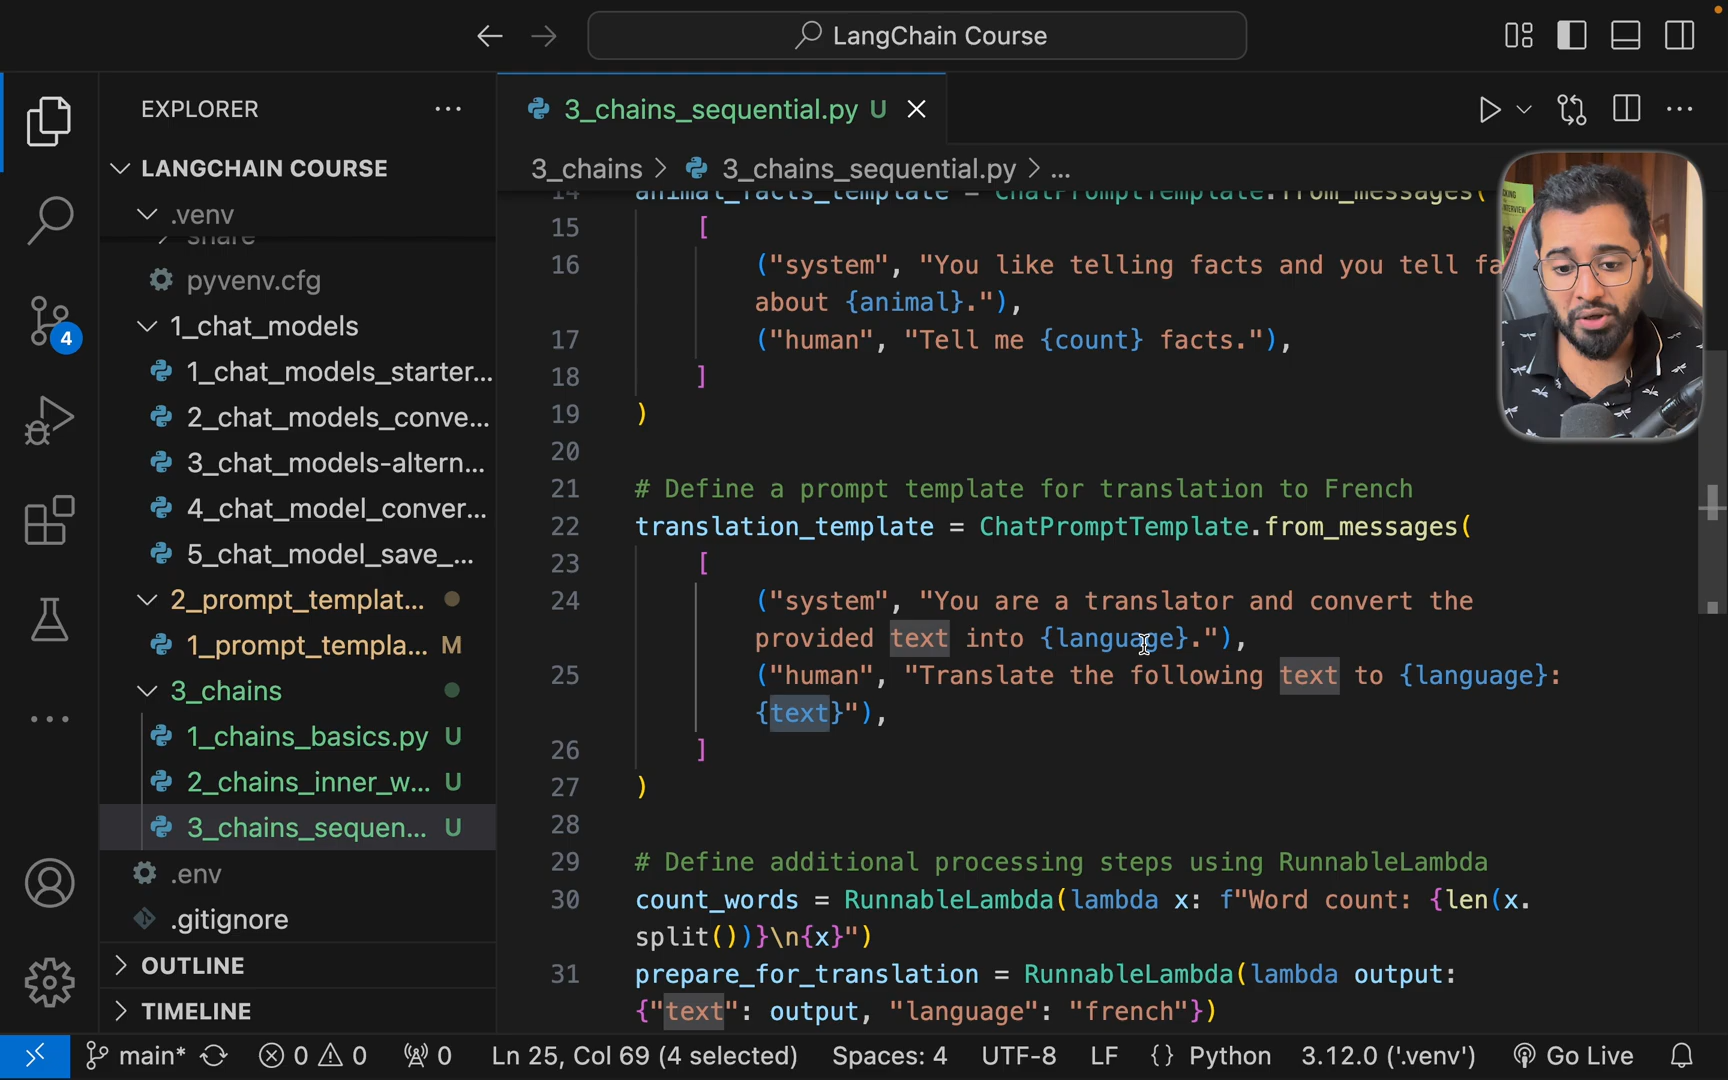 LangChain Course
EXPLORER
LANGCHAIN COURSE
.venv
share
pyvenv.cfg
1_chat_models
1_chat_models_starter...
2_chat_models_conve...
3_chat_models-altern...
4_chat_model_conver...
5_chat_model_save_...
2_prompt_templat...
1_prompt_templa... M
3_chains
1_chains_basics.py U
2_chains_inner_w... U
3_chains_sequen... U
.env
.gitignore
OUTLINE
TIMELINE
3_chains_sequential.py U
3_chains > 3_chains_sequential.py > ...
14 animal_facts_template = ChatPromptTemplate.from_messages(
15 [
16 ("system", "You like telling facts and you tell fa
about {animal}."),
17 ("human", "Tell me {count} facts."),
18 ]
19 )
20
21 # Define a prompt template for translation to French
22 translation_template = ChatPromptTemplate.from_messages(
23 [
24 ("system", "You are a translator and convert the
provided text into {language}."),
25 ("human", "Translate the following text to {language}:
{text}"),
26 ]
27 )
28
29 # Define additional processing steps using RunnableLambda
30 count_words = RunnableLambda(lambda x: f"Word count: {len(x.
split())}\n{x}")
31 prepare_for_translation = RunnableLambda(lambda output:
{"text": output, "language": "french"})
4
main* 0 0 0 Ln 25, Col 69 (4 selected) Spaces: 4 UTF-8 LF {} Python 3.12.0 ('.venv') Go Live